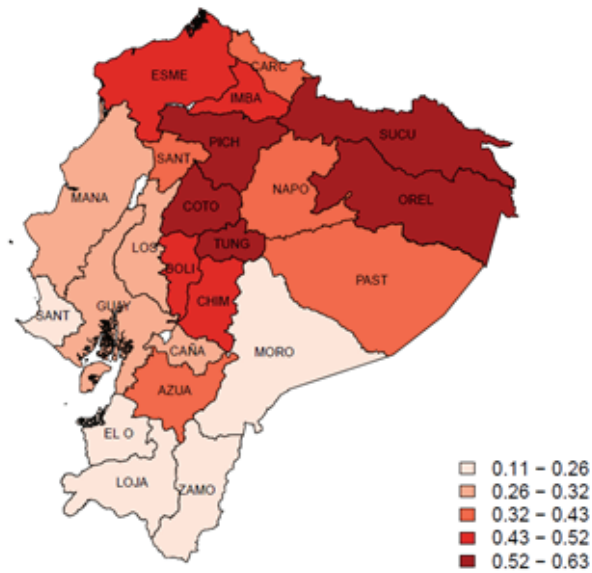 CARC
ESME
IMBA
SUCU
PICH
SANT
NAPO
OREL
MANA
COTO
LOS
TUNG
BOLI
PAST
CHIM
GUAY
SANT
CAÑA
MORO
AZUA
EL O
LOJA
ZAMO
0.11 − 0.26
0.26 − 0.32
0.32 − 0.43
0.43 − 0.52
0.52 − 0.63